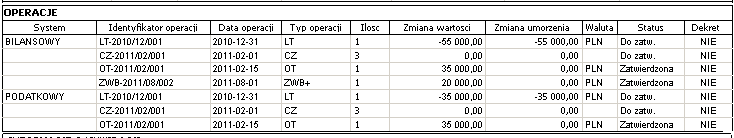 OPERACJE
System Identyfikator operacji Data operacji Typ operacji Ilosc Zmiana wartosci Zmiana umorzenia Waluta Status Dekret
BILANSOWY LT-2010/12/001 2010-12-31 LT 1 -55 000,00 -55 000,00 PLN Do zatw. NIE
CZ-2011/02/001 2011-02-01 CZ 3 0,00 0,00 Do zatw. NIE
OT-2011/02/001 2011-02-15 OT 1 35 000,00 0,00 PLN Zatwierdzona NIE
ZWB-2011/08/002 2011-08-01 ZWB+ 1 20 000,00 0,00 PLN Zatwierdzona NIE
PODATKOWY LT-2010/12/001 2010-12-31 LT 1 -35 000,00 -35 000,00 PLN Do zatw. NIE
CZ-2011/02/001 2011-02-01 CZ 3 0,00 0,00 Do zatw. NIE
OT-2011/02/001 2011-02-15 OT 1 35 000,00 0,00 PLN Zatwierdzona NIE